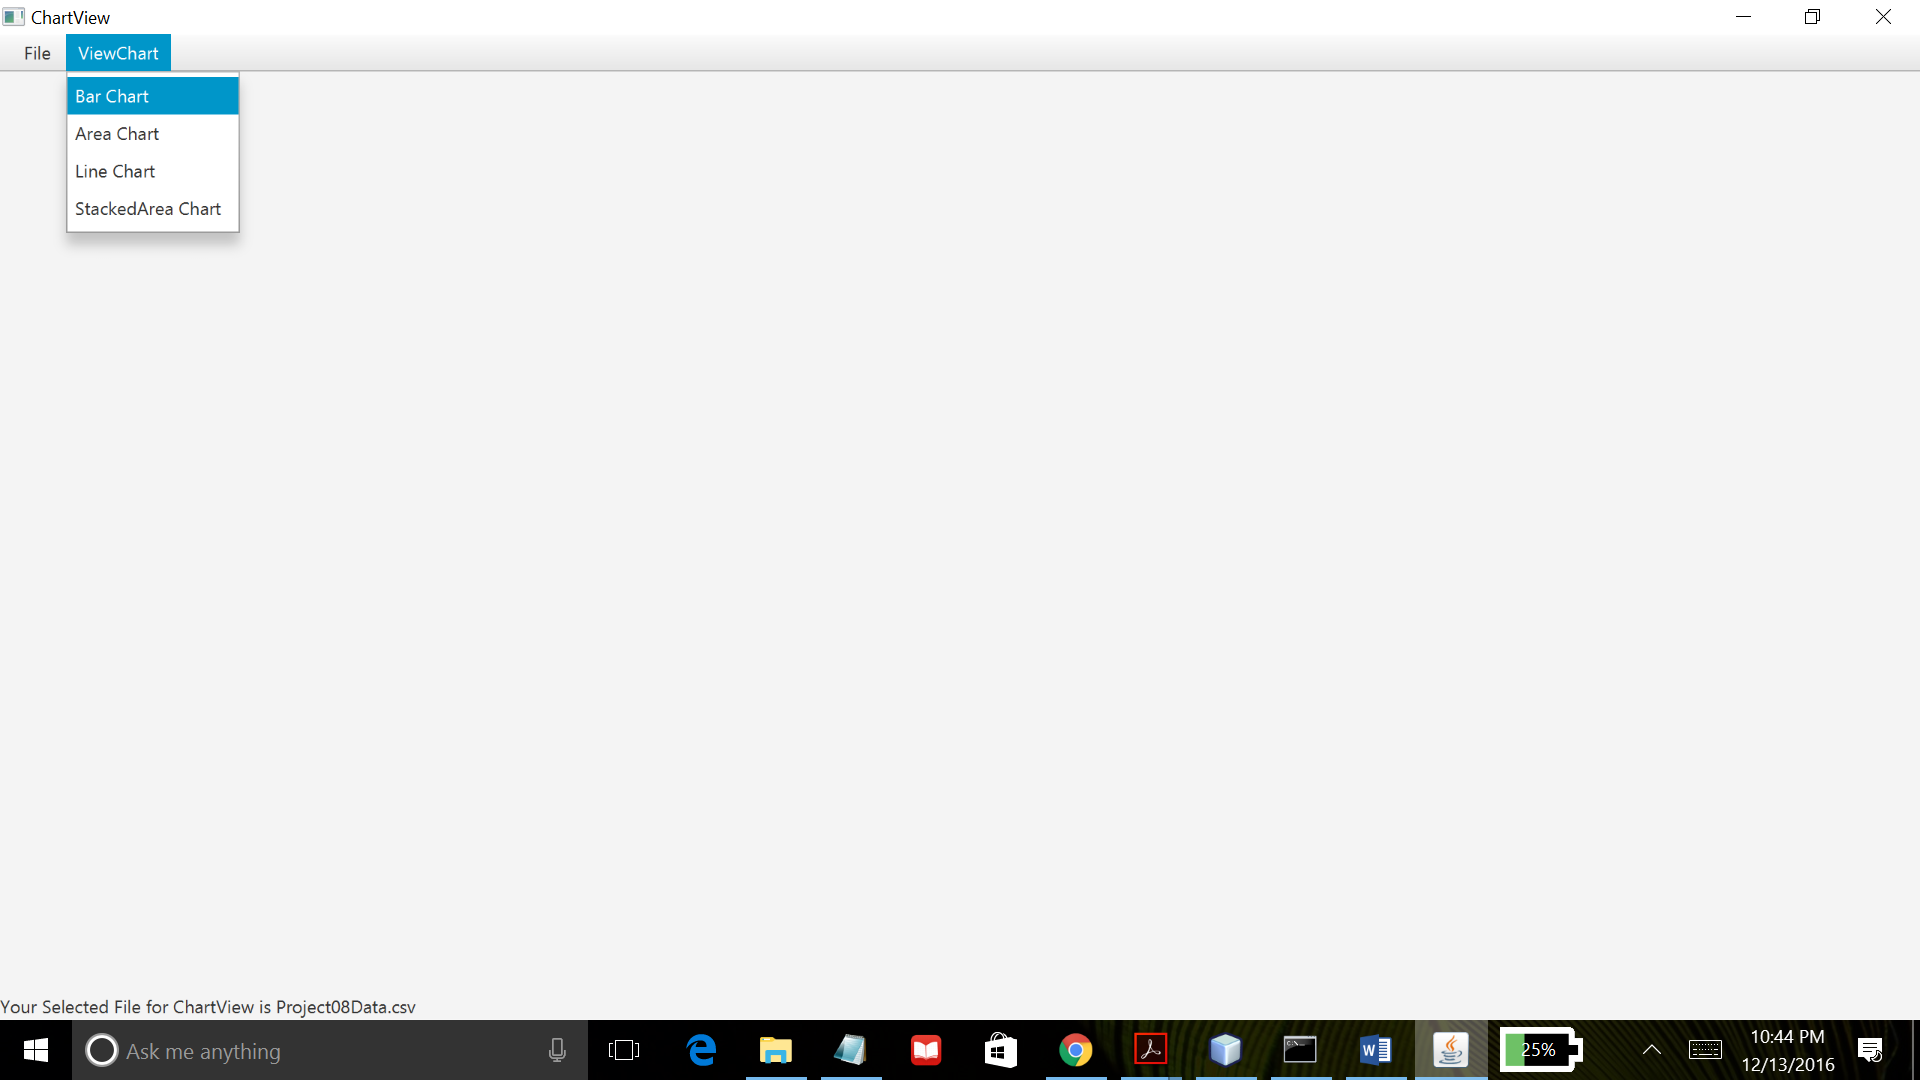 ChartView
File ViewChart
Bar Chart
Area Chart
Line Chart
StackedArea Chart
Your Selected File for ChartView is Project08Data.csv
Ask me anything
25%
10:44 PM
12/13/2016